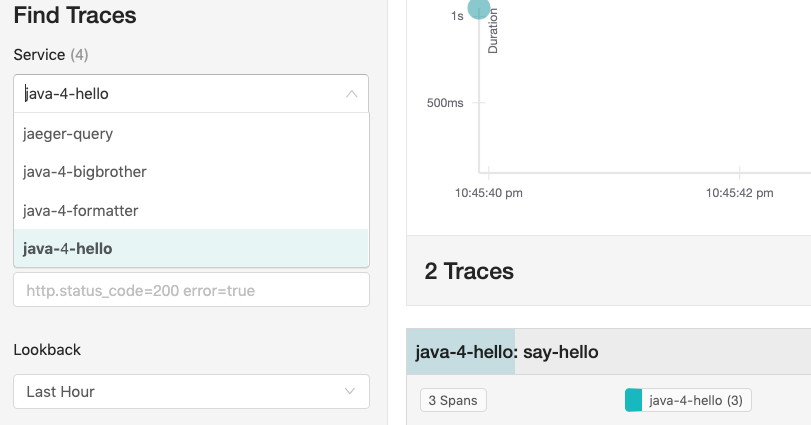 Find Traces
Service (4)
java-4-hello
jaeger-query
java-4-bigbrother
java-4-formatter
java-4-hello
http.status_code=200 error=true
Lookback
Last Hour
1s
Duration
500ms
10:45:40 pm
10:45:42 pm
2 Traces
java-4-hello: say-hello
3 Spans
java-4-hello (3)